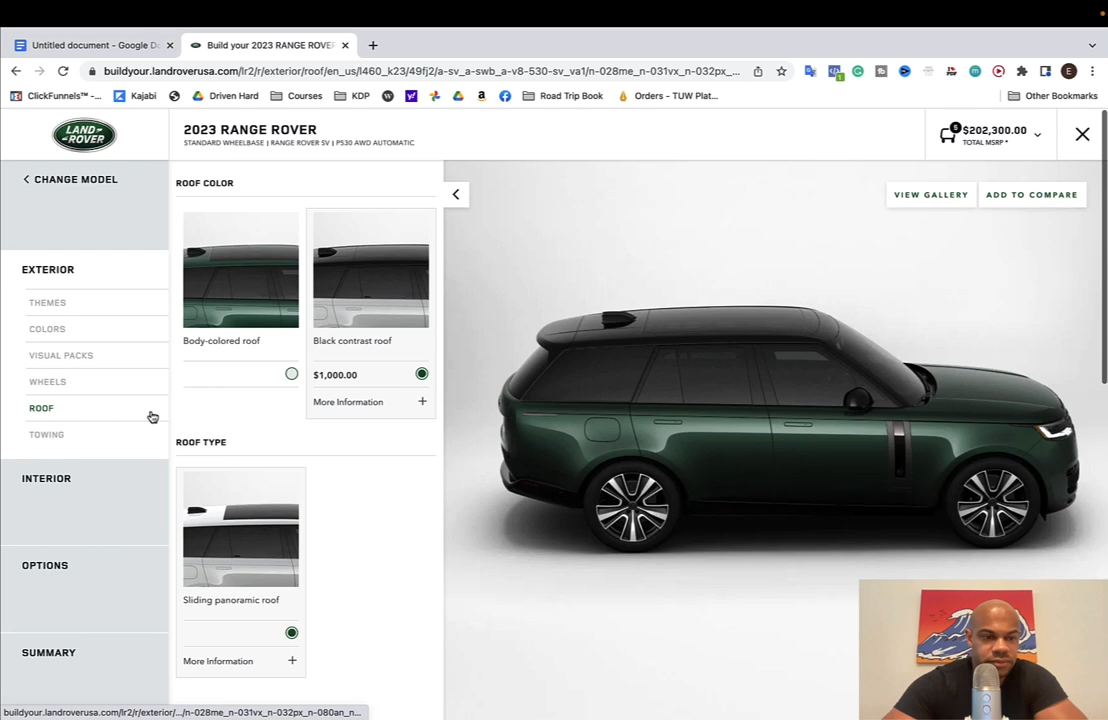 Untitled document - Google Do
Build your 2023 RANGE ROVER
buildyour.landroverusa.com/lr2/r/exterior/roof/en_us/l460_k23/49fj2/a-sv_a-swb_a-v8-530-sv_va1/n-028me_n-031vx_n-032px_...
E
ClickFunnels™ -...
Kajabi
Driven Hard
Courses
KDP
Road Trip Book
Orders - TUW Plat...
Other Bookmarks
LAND-
ROVER
2023 RANGE ROVER
STANDARD WHEELBASE | RANGE ROVER SV | P530 AWD AUTOMATIC
$202,300.00
TOTAL MSRP *
CHANGE MODEL
EXTERIOR
THEMES
COLORS
VISUAL PACKS
WHEELS
ROOF
TOWING
INTERIOR
OPTIONS
SUMMARY
ROOF COLOR
Body-colored roof
Black contrast roof
$1,000.00
More Information +
ROOF TYPE
Sliding panoramic roof
More Information +
VIEW GALLERY
ADD TO COMPARE
buildyour.landroverusa.com/lr2/r/exterior/.../n-028me_n-031vx_n-032px_n-080an_n...